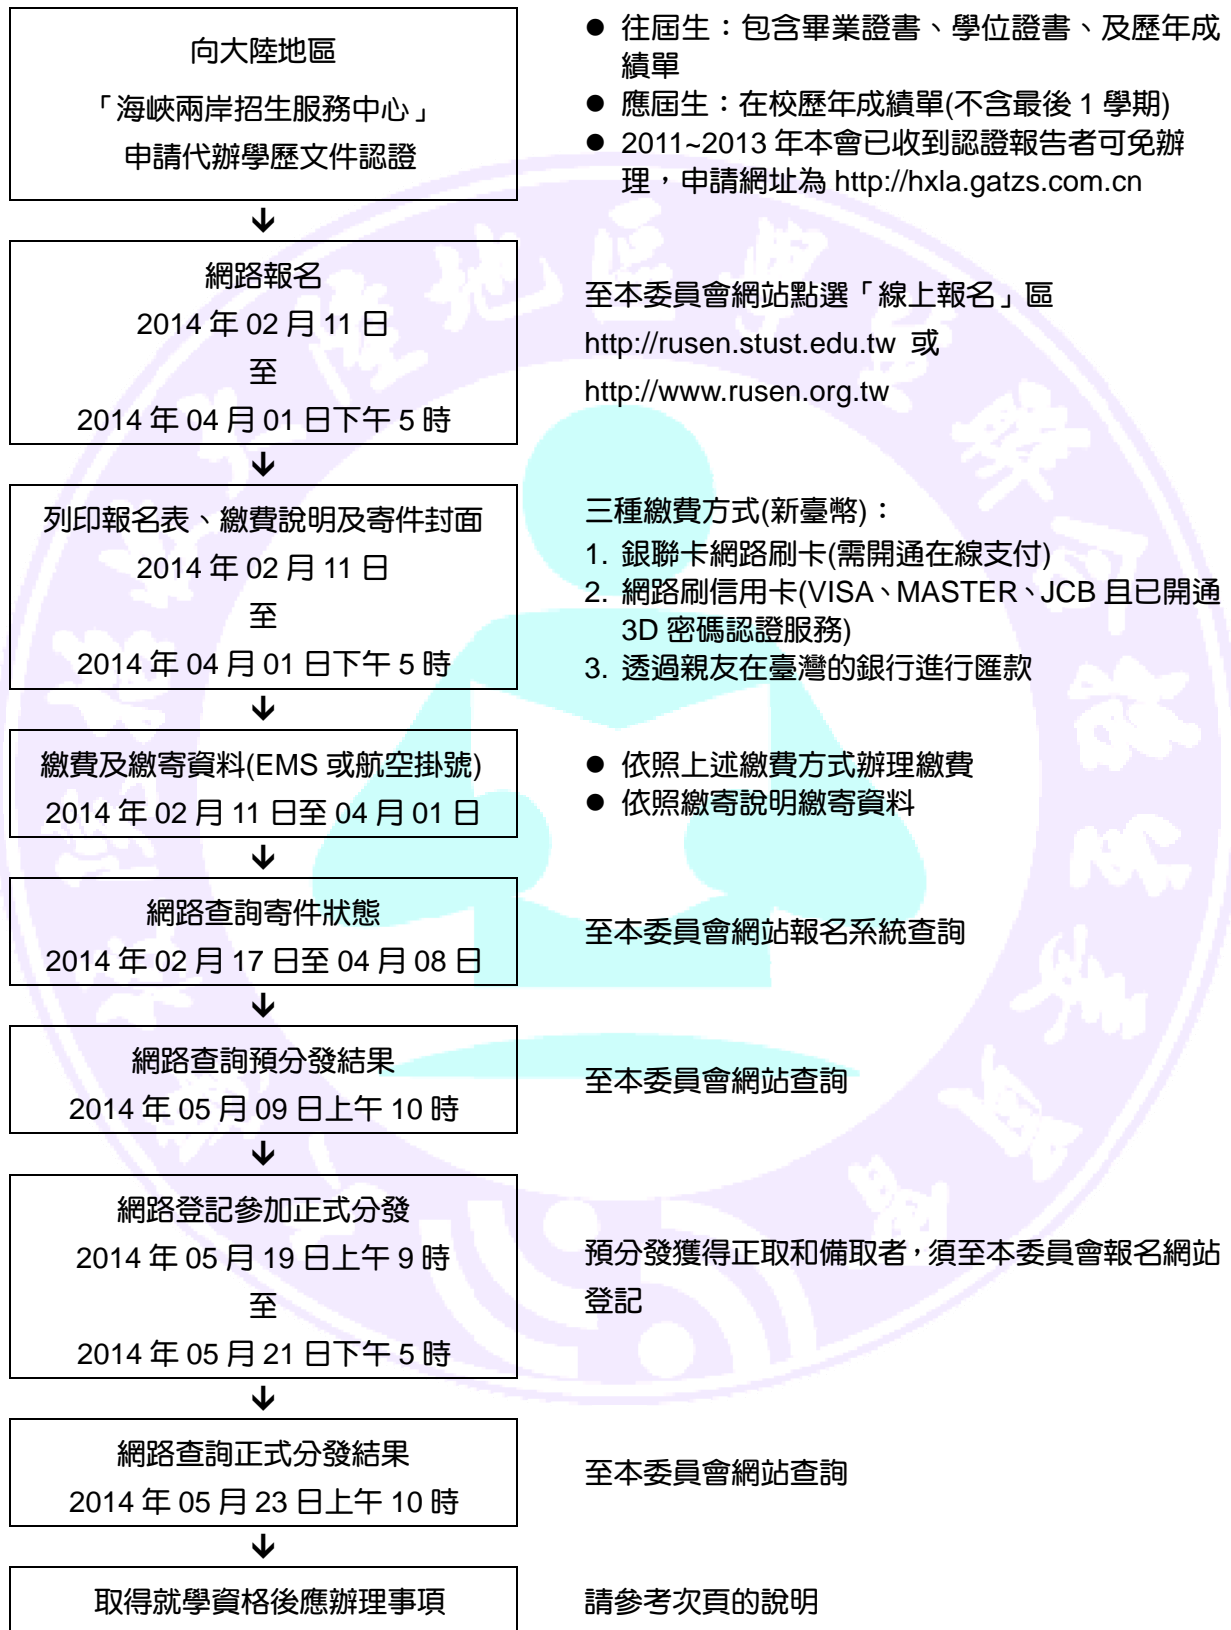 向大陸地區
「海峽兩岸招生服務中心」
申請代辦學歷文件認證
● 往屆生：包含畢業證書、學位證書、及歷年成
績單
● 應屆生：在校歷年成績單(不含最後 1 學期)
● 2011~2013 年本會已收到認證報告者可免辦
理，申請網址為 http://hxla.gatzs.com.cn
網路報名
2014 年 02 月 11 日
至
2014 年 04 月 01 日下午 5 時
至本委員會網站點選「線上報名」區
http://rusen.stust.edu.tw 或
http://www.rusen.org.tw
列印報名表、繳費說明及寄件封面
2014 年 02 月 11 日
至
2014 年 04 月 01 日下午 5 時
三種繳費方式(新臺幣)：
1. 銀聯卡網路刷卡(需開通在線支付)
2. 網路刷信用卡(VISA、MASTER、JCB 且已開通
3D 密碼認證服務)
3. 透過親友在臺灣的銀行進行匯款
繳費及繳寄資料(EMS 或航空掛號)
2014 年 02 月 11 日至 04 月 01 日
● 依照上述繳費方式辦理繳費
● 依照繳寄說明繳寄資料
網路查詢寄件狀態
2014 年 02 月 17 日至 04 月 08 日
至本委員會網站報名系統查詢
網路查詢預分發結果
2014 年 05 月 09 日上午 10 時
至本委員會網站查詢
網路登記參加正式分發
2014 年 05 月 19 日上午 9 時
至
2014 年 05 月 21 日下午 5 時
預分發獲得正取和備取者，須至本委員會報名網站
登記
網路查詢正式分發結果
2014 年 05 月 23 日上午 10 時
至本委員會網站查詢
取得就學資格後應辦理事項
請參考次頁的說明